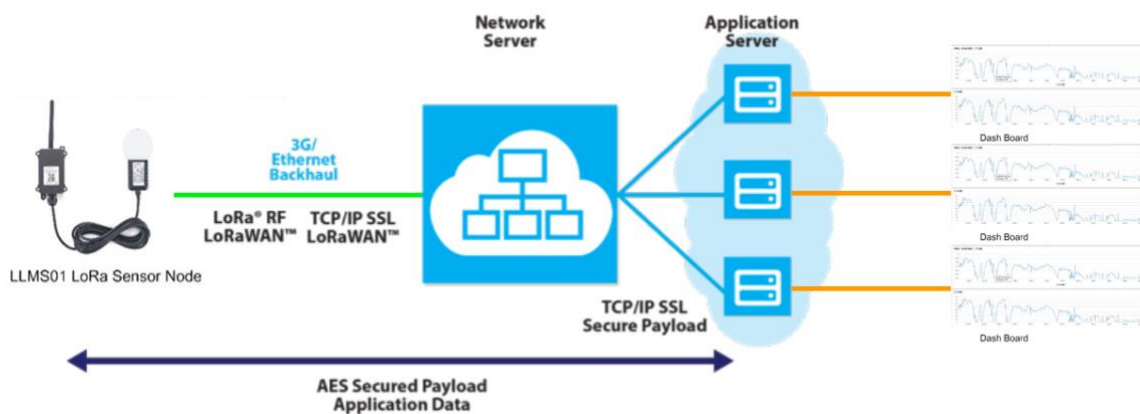 Network
Server
Application
Server
3G/
Ethernet
Backhaul
LoRa® RF
LoRaWAN™
TCP/IP SSL
LoRaWAN™
LLMS01 LoRa Sensor Node
TCP/IP SSL
Secure Payload
AES Secured Payload
Application Data
Dash Board
Dash Board
Dash Board